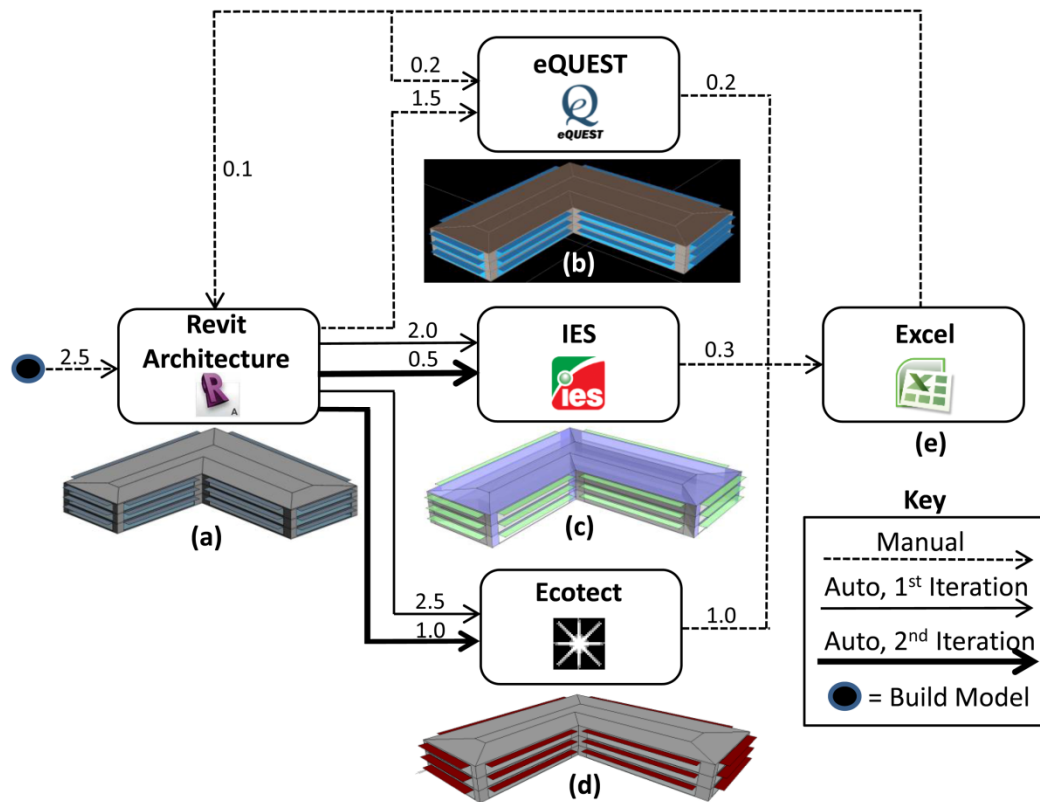 eQUEST
Q
e
eQUEST
0.2
1.5
0.2
0.1
(b)
Revit
Architecture
R
A
2.5
2.0
0.5
IES
ies
0.3
Excel
X
(e)
(a)
(c)
2.5
1.0
Ecotect
1.0
(d)
Key
Manual
Auto, 1st Iteration
Auto, 2nd Iteration
= Build Model